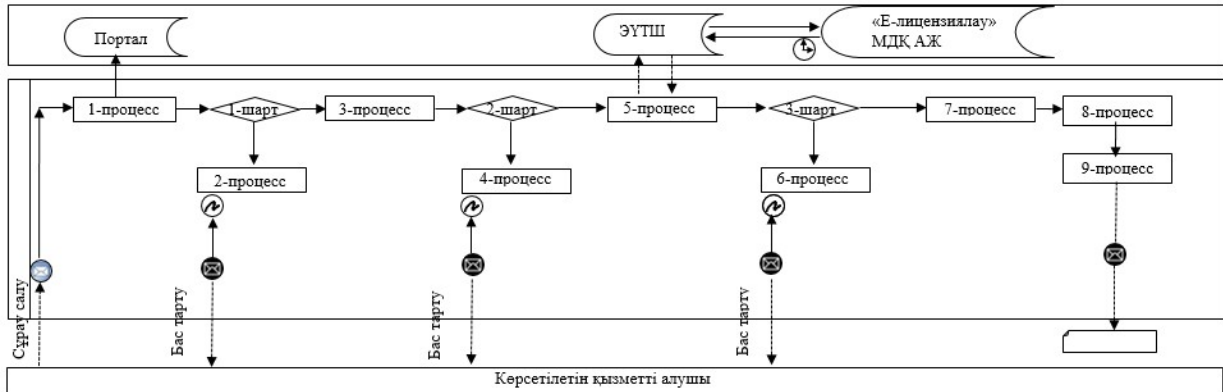 Портал
ЭҮТШ
«Е-лицензиялау»
МДҚ АЖ
1-процесс
1-шарт
3-процесс
2-шарт
5-процесс
3-шарт
7-процесс
8-процесс
2-процесс
4-процесс
6-процесс
9-процесс
Сұрау салу
Бас тарту
Бас тарту
Бас тарту
Көрсетілетін қызметті алушы